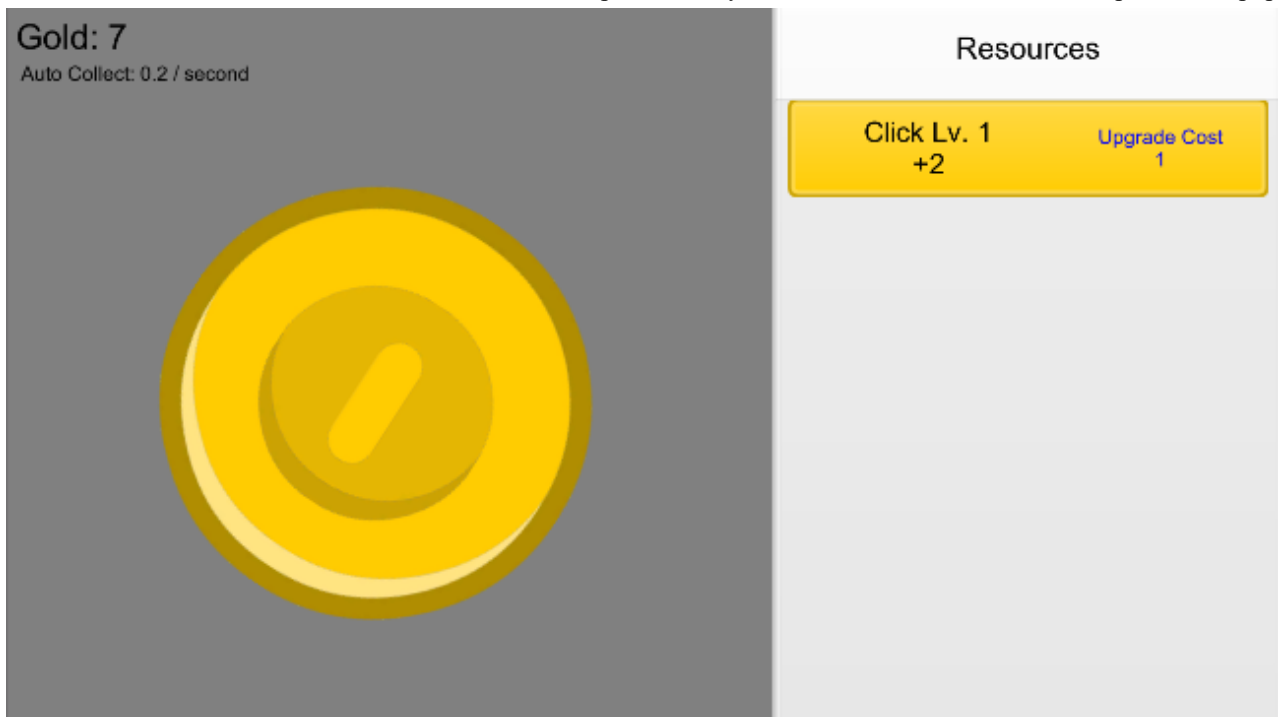 Gold: 7
Auto Collect: 0.2 / second
Resources
Click Lv. 1
+2
Upgrade Cost
1